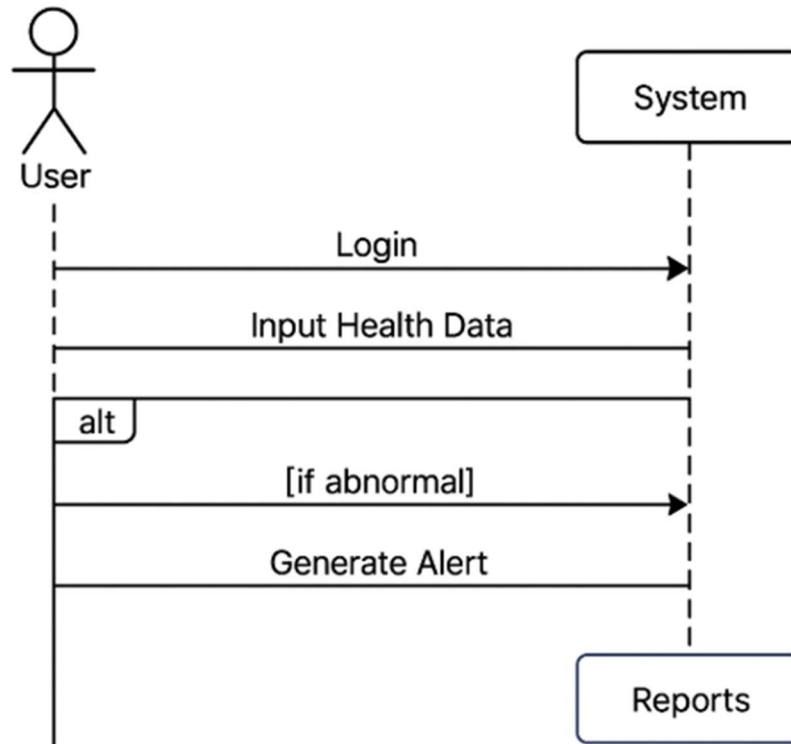 System
User
Login
Input Health Data
alt
[if abnormal]
Generate Alert
Reports